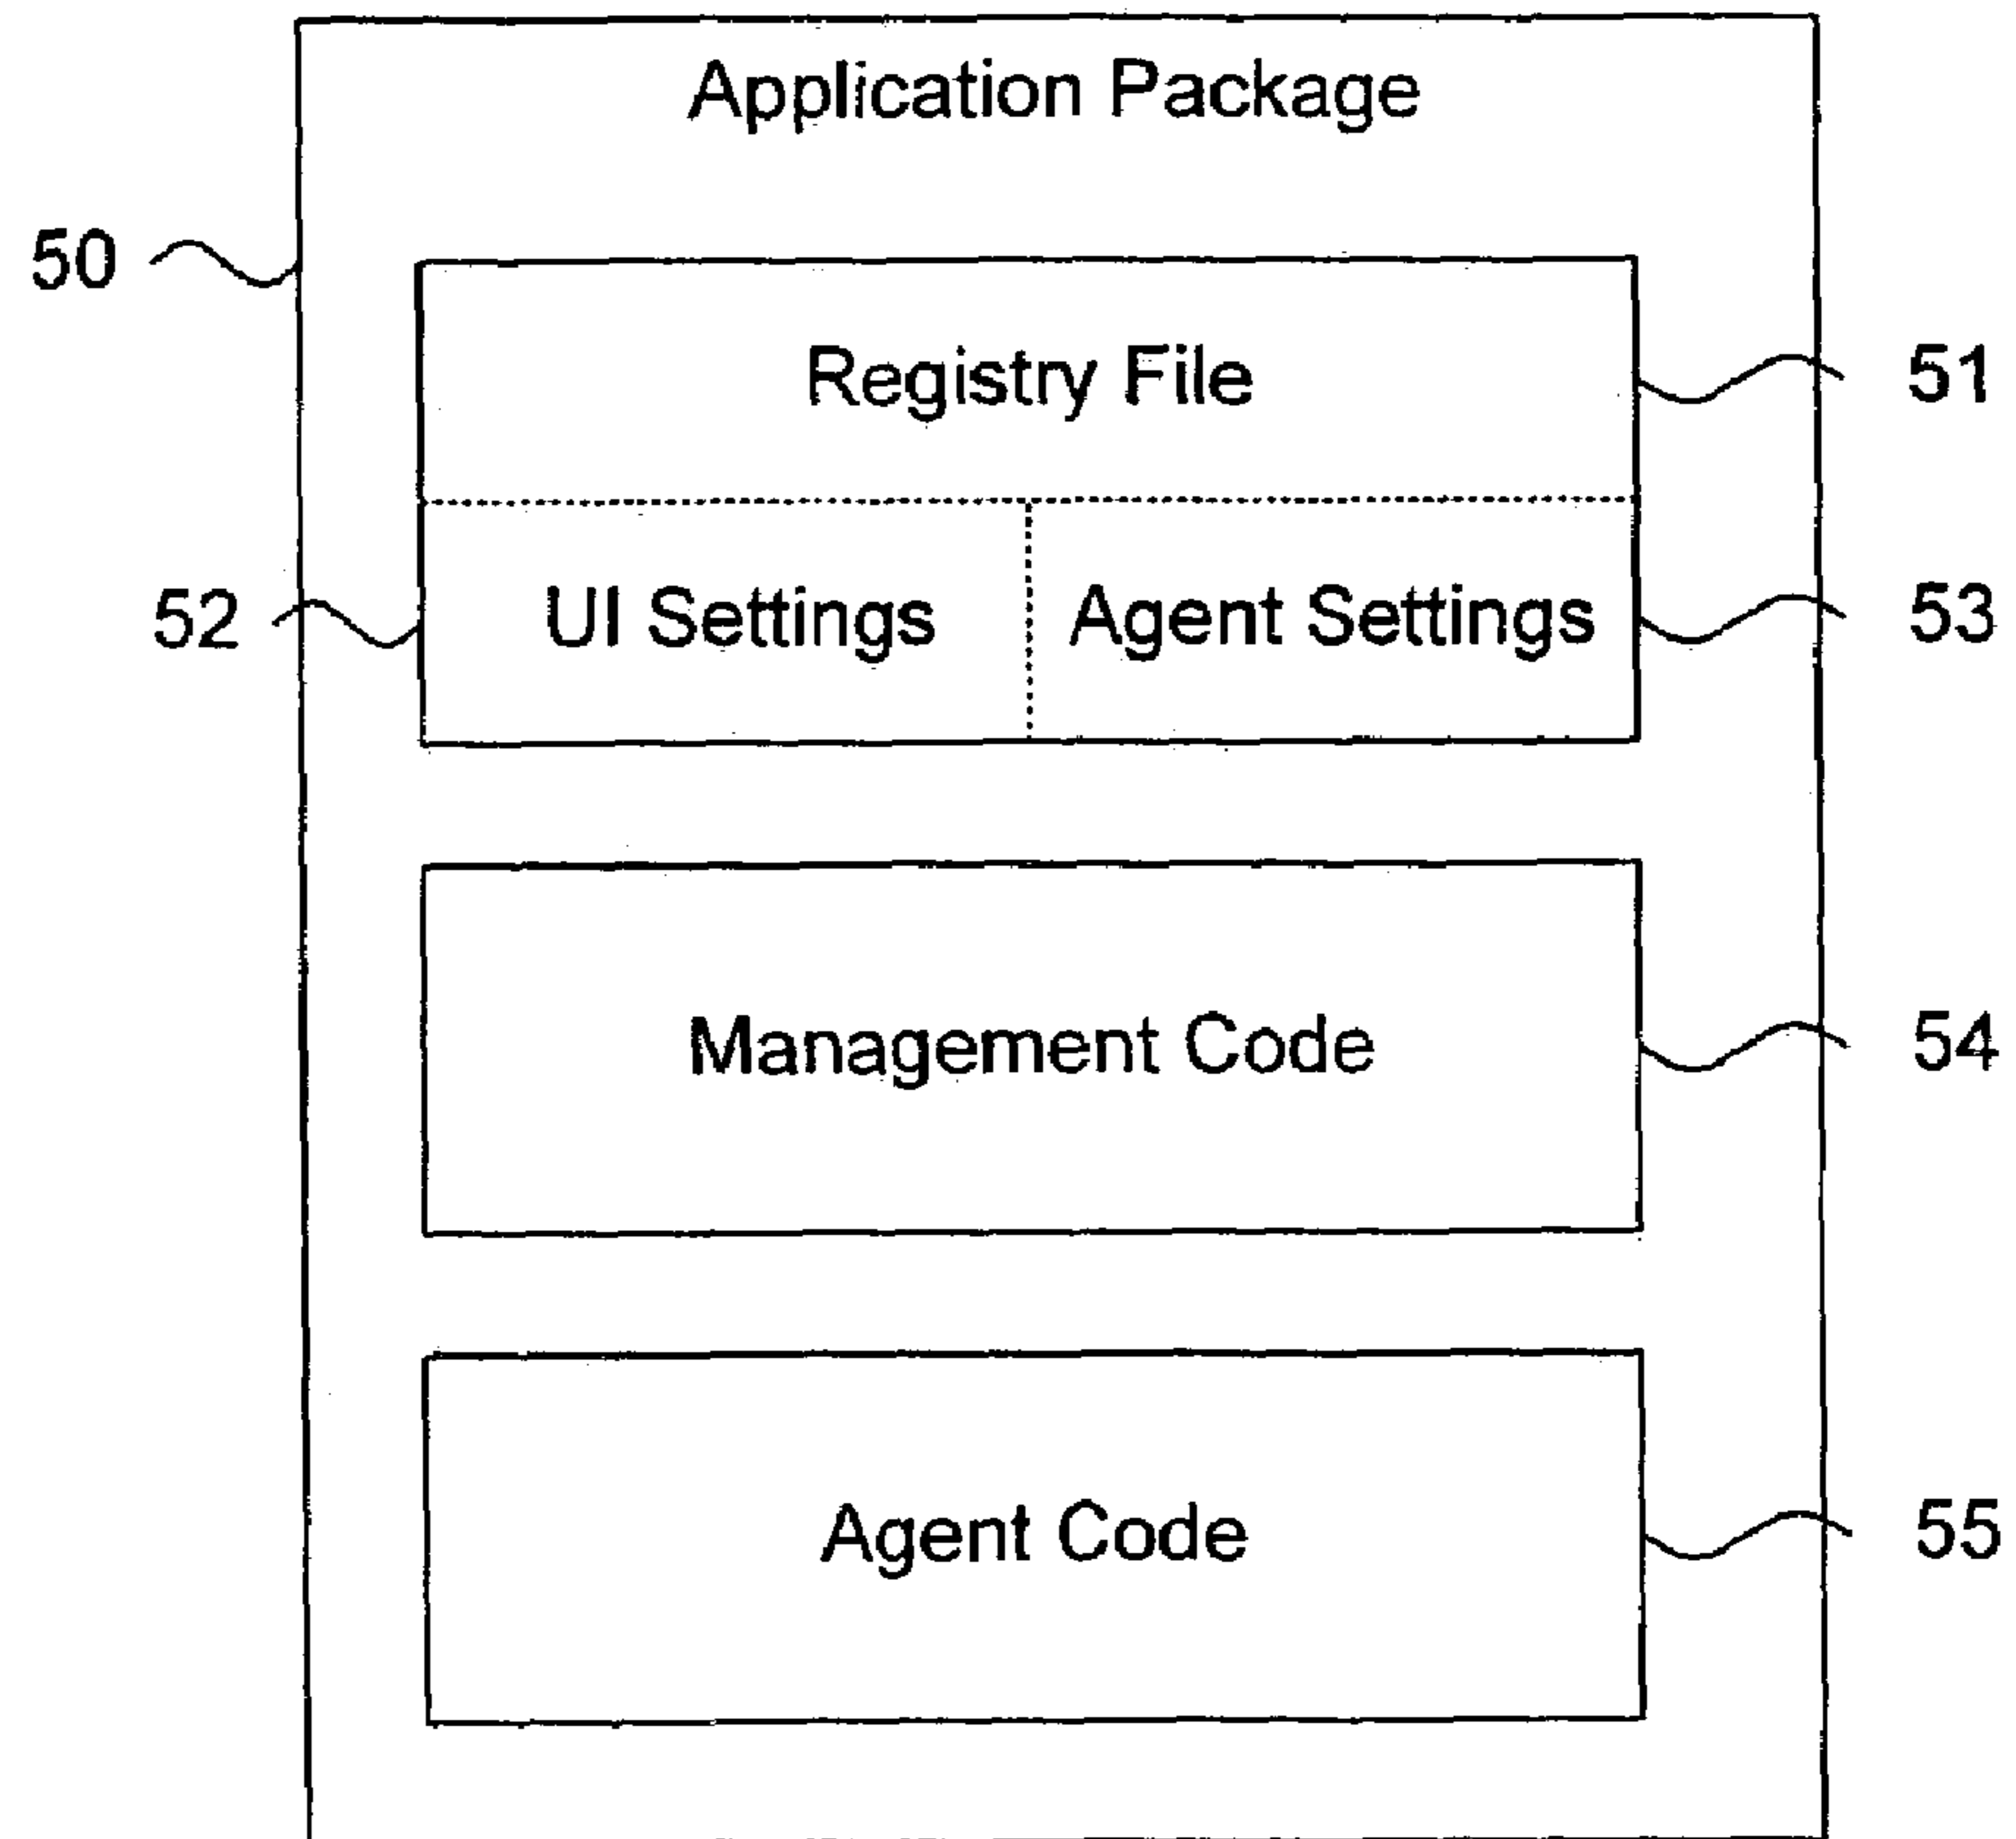 Application Package
50
Registry File
51
52
UI Settings
Agent Settings
53
Management Code
54
Agent Code
55